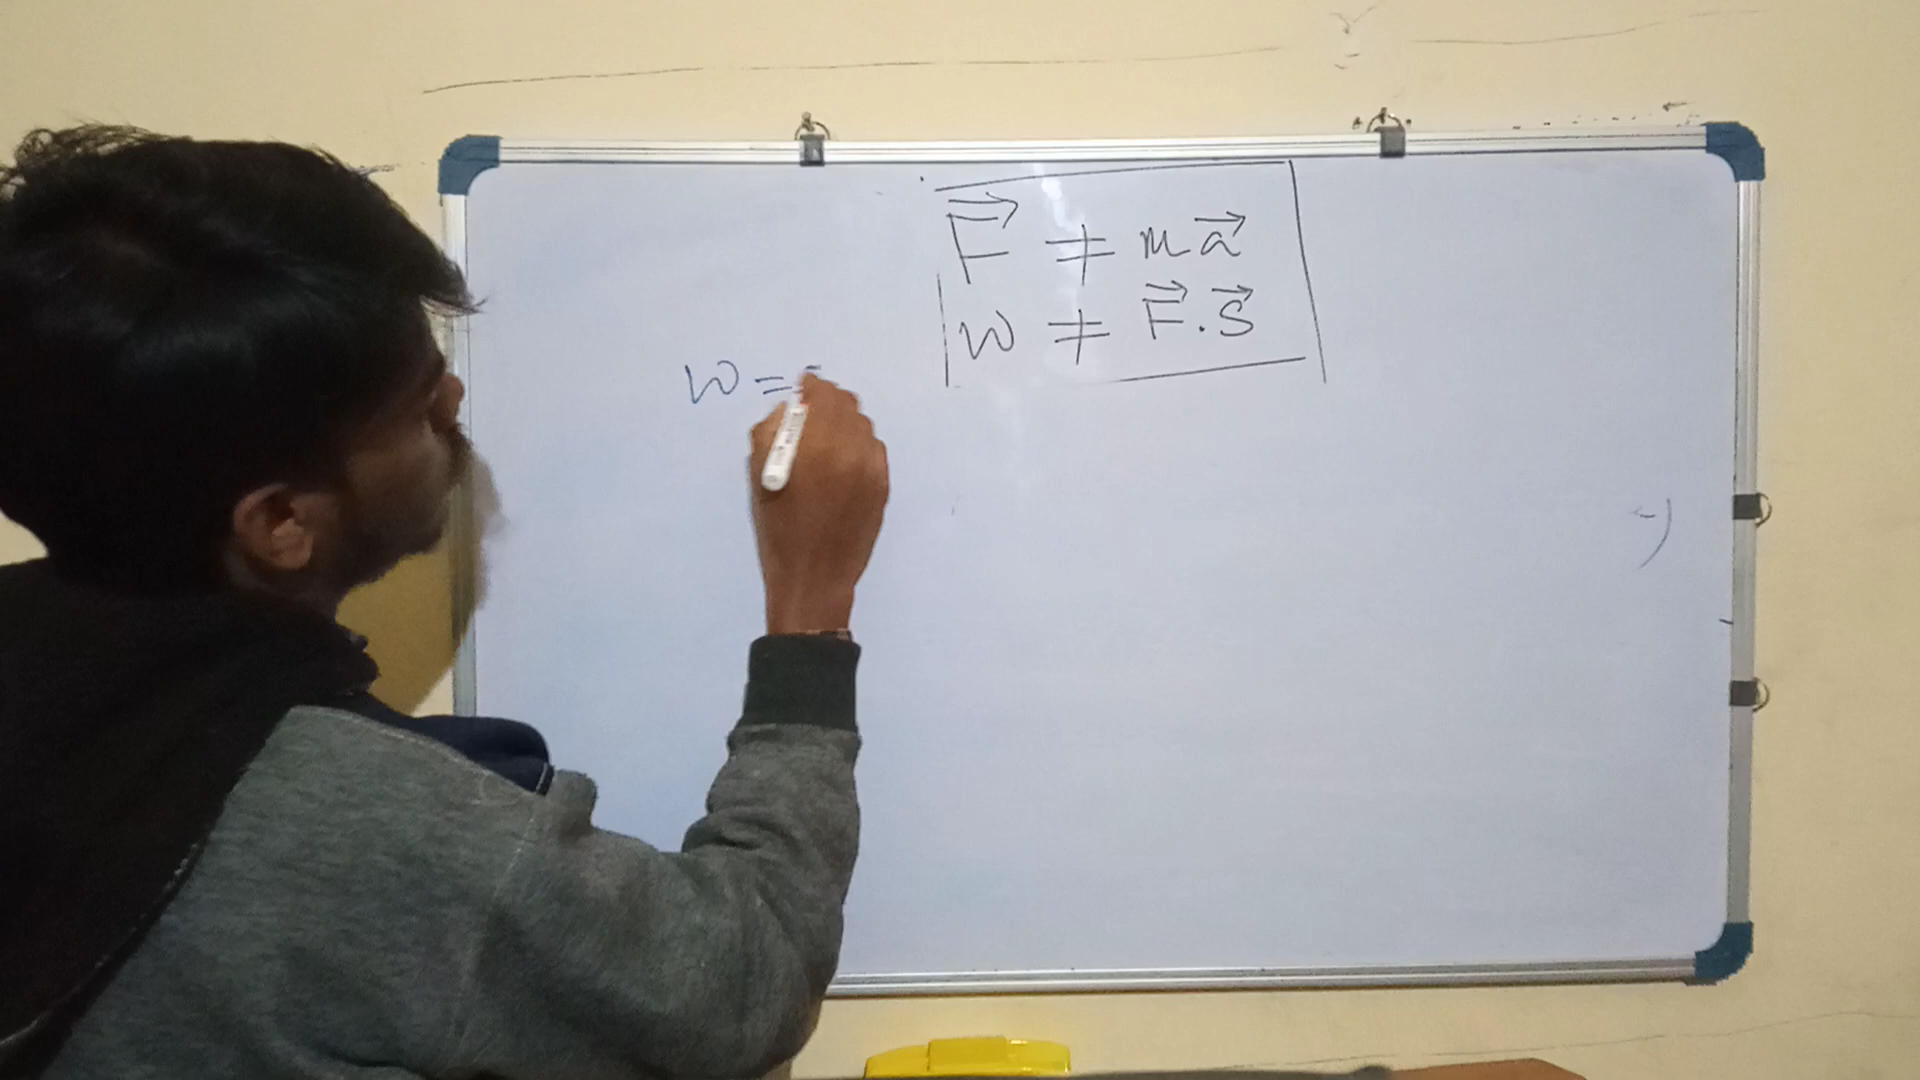 F⃗ ≠ ma⃗
W ≠ F⃗.S⃗
W =